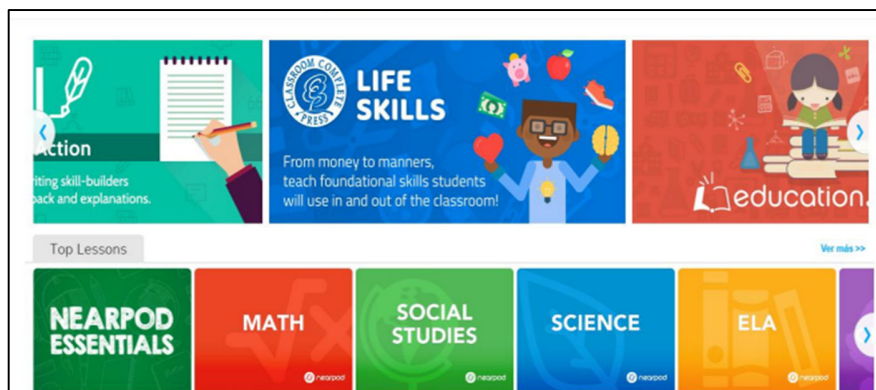 Action
iting skill-builders
back and explanations.
CLASSROOM COMPLETE
PRESS
LIFE
SKILLS
From money to manners,
teach foundational skills students
will use in and out of the classroom!
education.
Top Lessons
Ver más >>
NEARPOD
ESSENTIALS
MATH
nearpod
SOCIAL
STUDIES
nearpod
SCIENCE
nearpod
ELA
nearpod